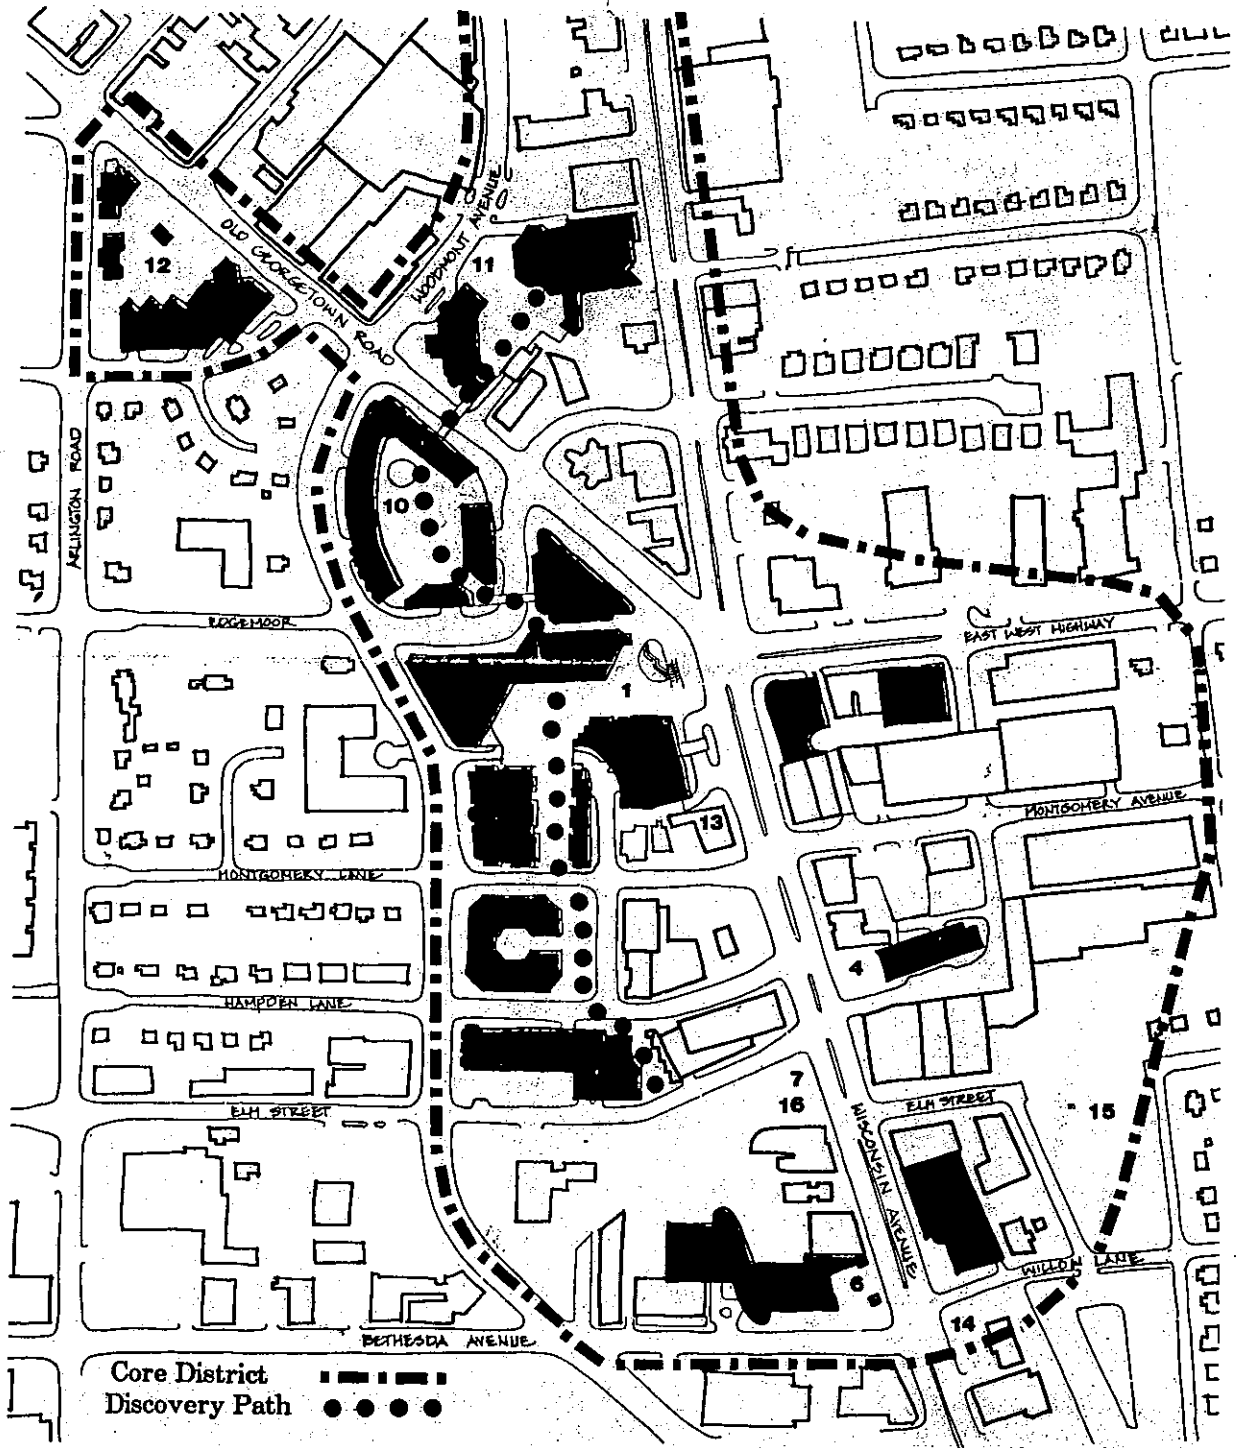 WOODMONT AVENUE
OLD GEORGETOWN ROAD
11
12
ARLINGTON ROAD
10
EDGEMOOR
EAST WEST HIGHWAY
1
MONTGOMERY AVENUE
13
MONTGOMERY LANE
4
HAMPDEN LANE
7
16
ELM STREET
ELM STREET
15
WISCONSIN AVENUE
WILLOW LANE
6
14
BETHESDA AVENUE
Core District
Discovery Path